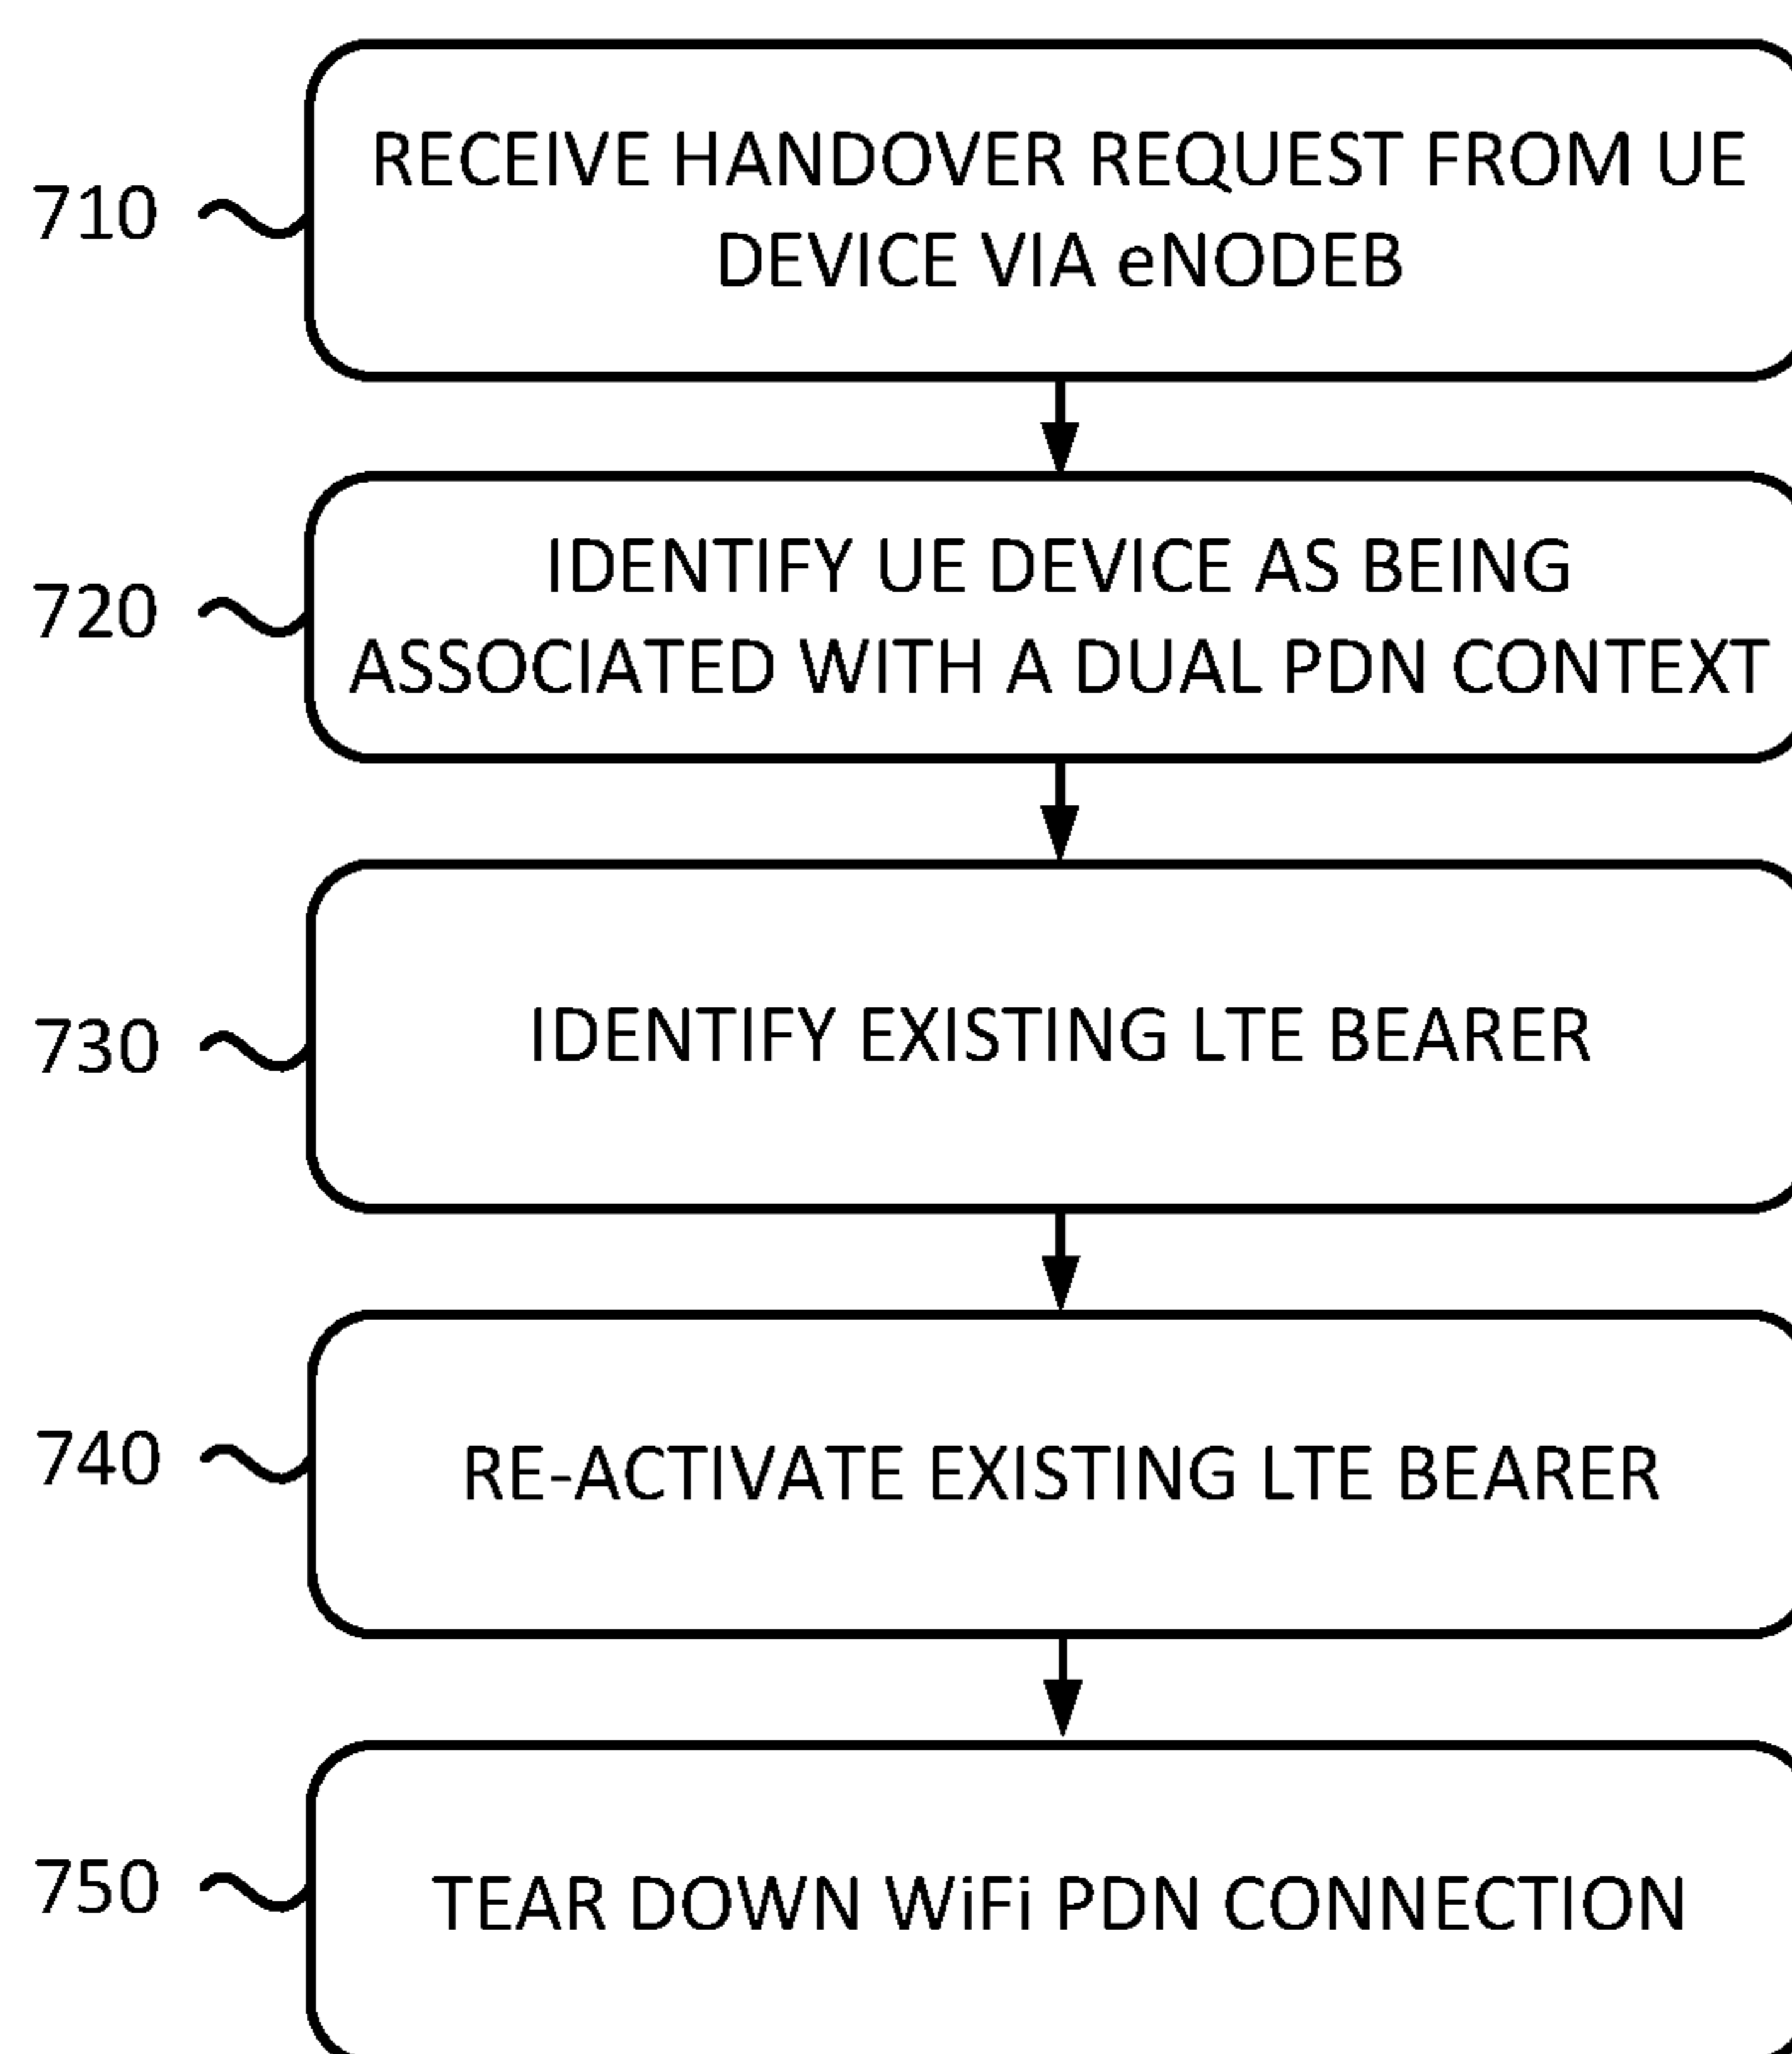 710
RECEIVE HANDOVER REQUEST FROM UE
DEVICE VIA eNODEB
720
IDENTIFY UE DEVICE AS BEING
ASSOCIATED WITH A DUAL PDN CONTEXT
730
IDENTIFY EXISTING LTE BEARER
740
RE-ACTIVATE EXISTING LTE BEARER
750
TEAR DOWN WiFi PDN CONNECTION